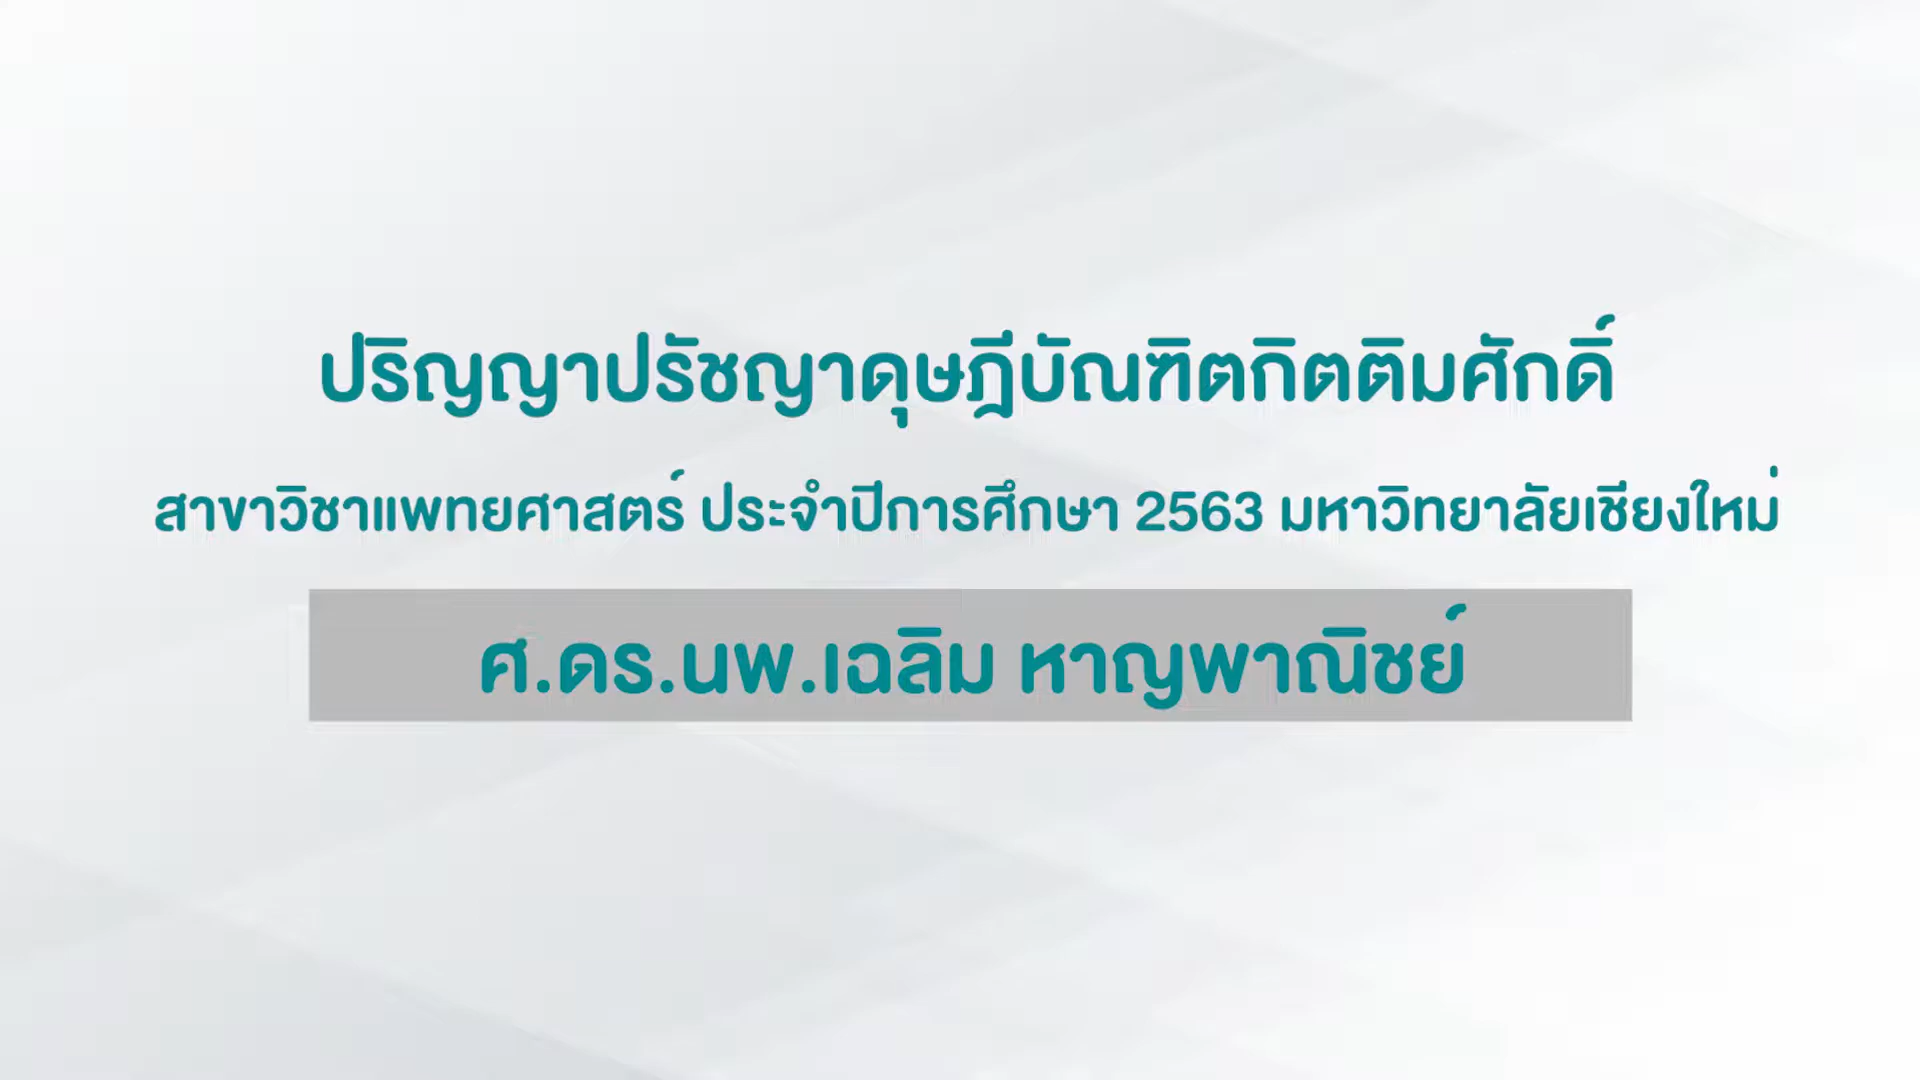 ปริญญาปรัชญาดุษฎีบัณฑิตกิตติมศักดิ์
สาขาวิชาแพทยศาสตร์ ประจำปีการศึกษา 2563 มหาวิทยาลัยเชียงใหม่
ศ.ดร.นพ.เฉลิม หาญพาณิชย์